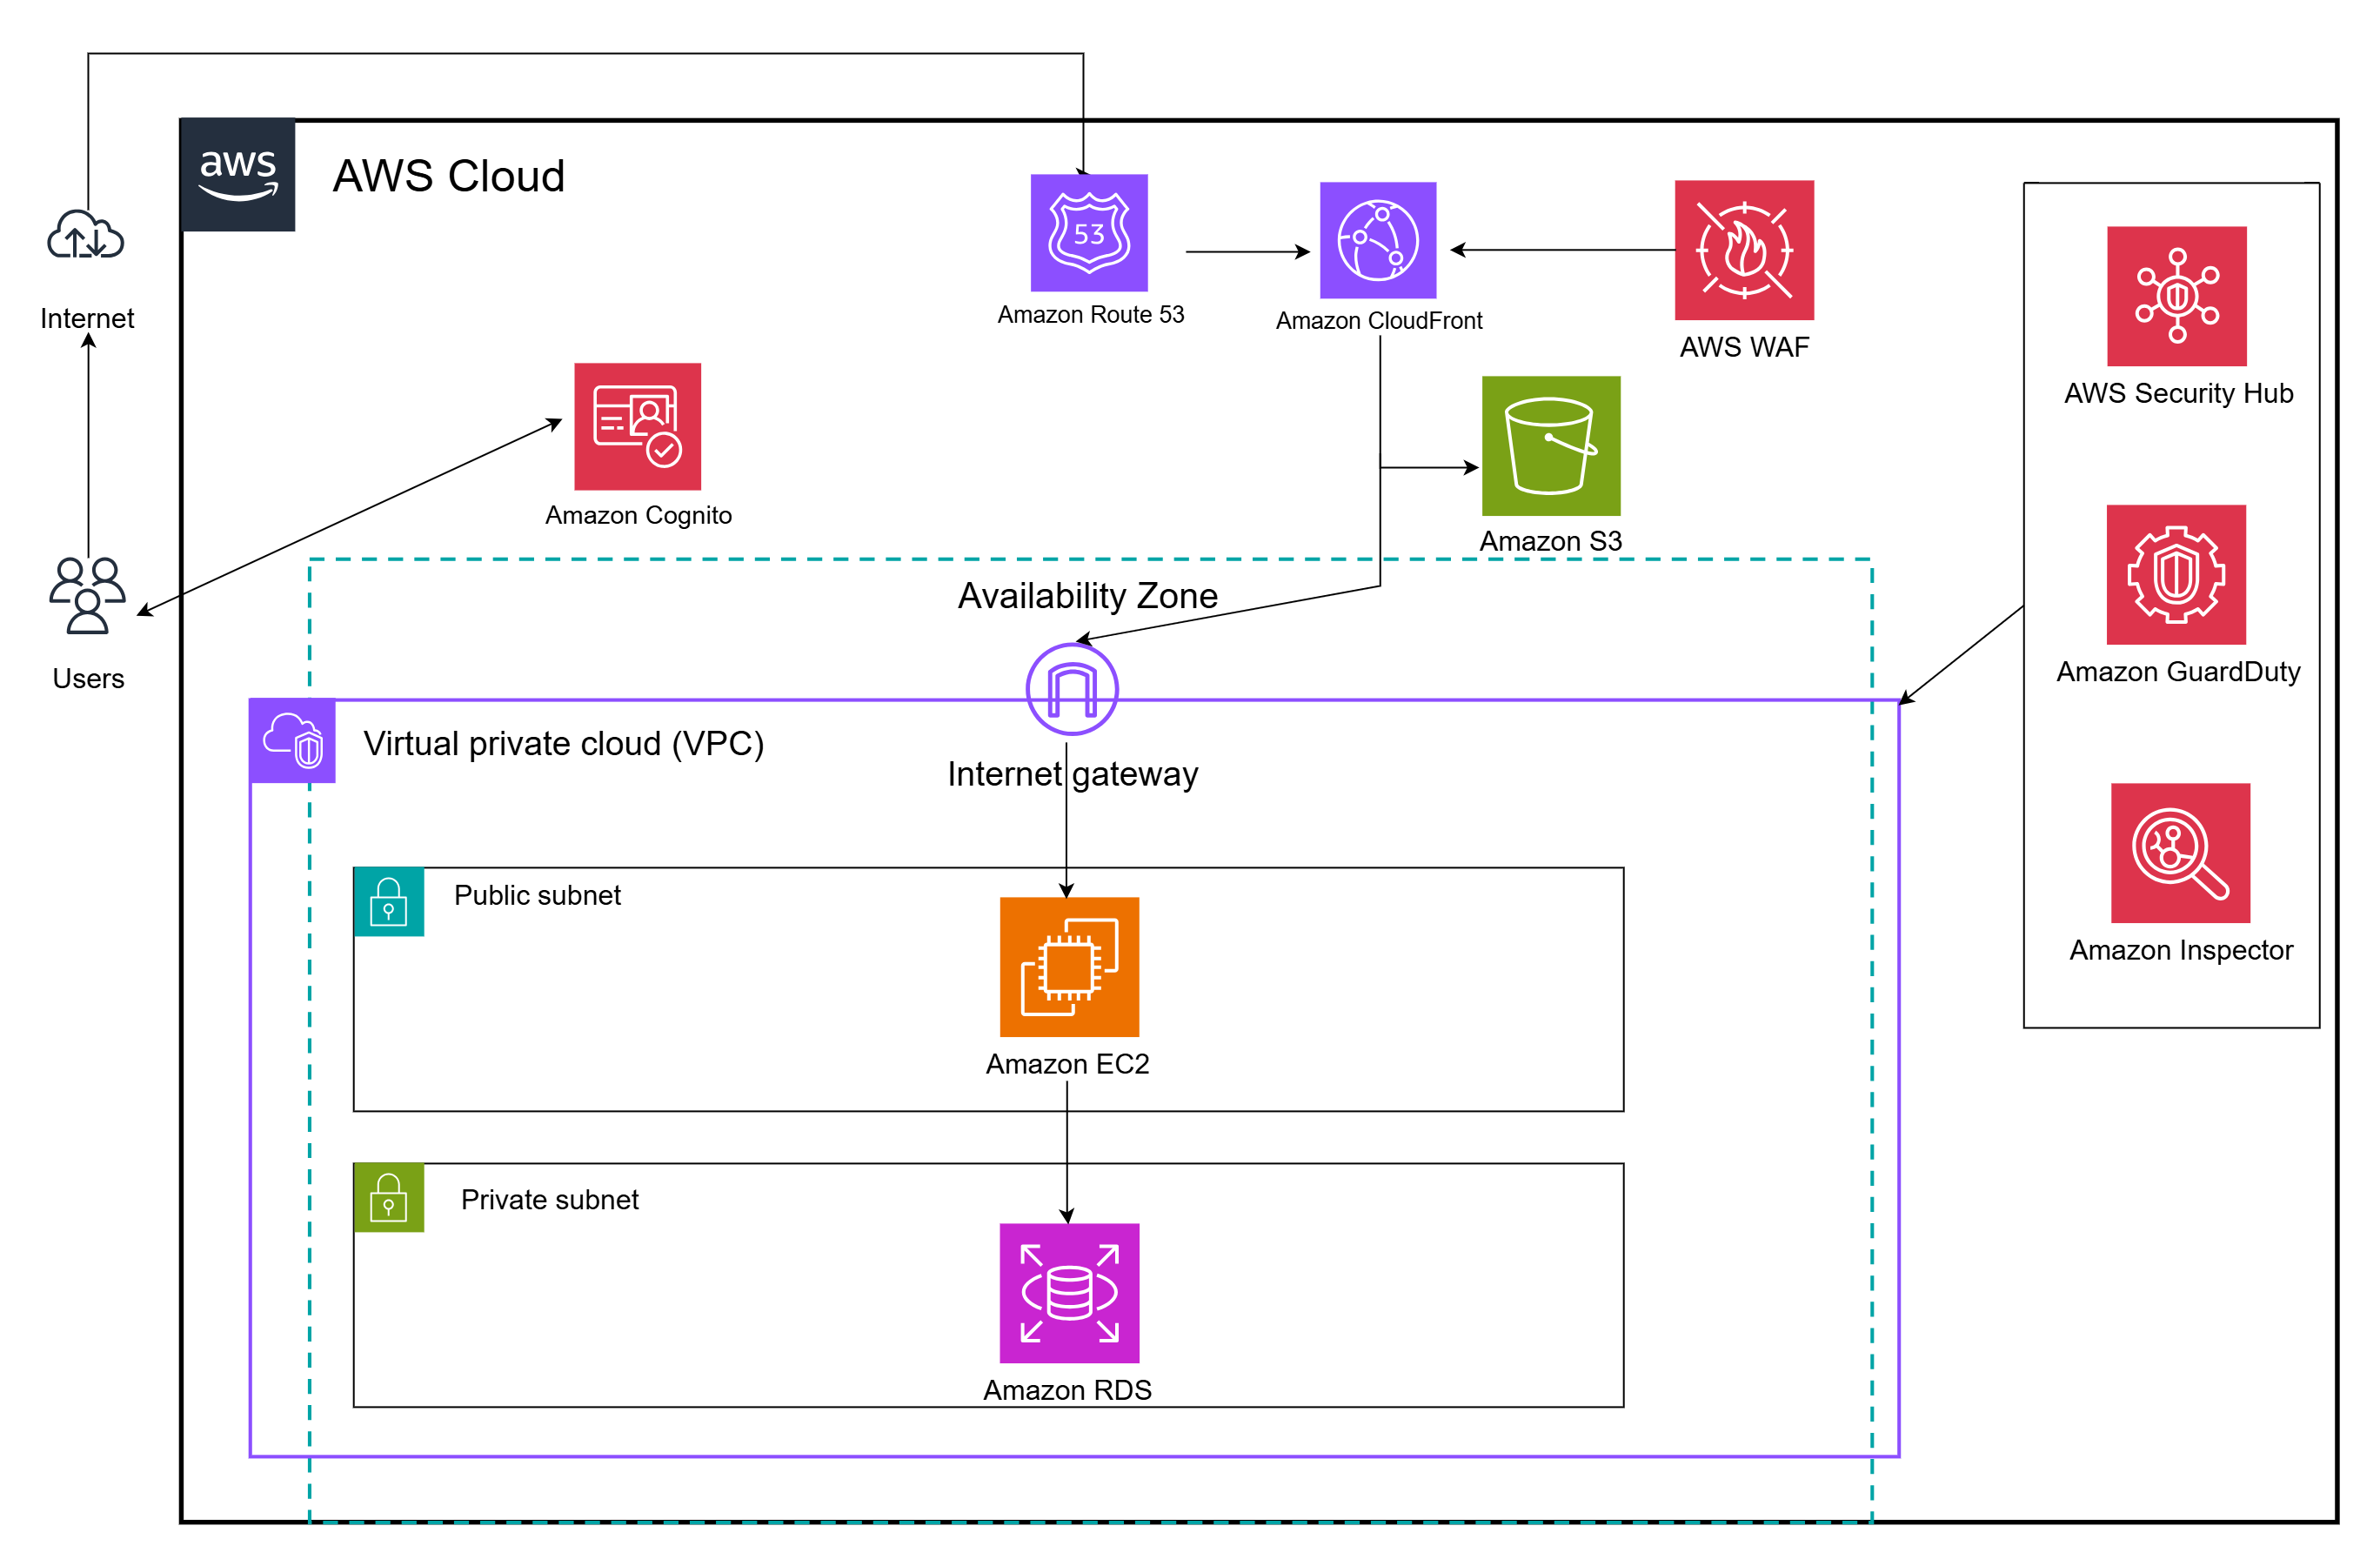 aws
AWS Cloud
53
Amazon Route 53
Amazon CloudFront
AWS WAF
AWS Security Hub
Internet
Amazon Cognito
Amazon S3
Availability Zone
Users
Amazon GuardDuty
Virtual private cloud (VPC)
Internet gateway
Public subnet
Amazon Inspector
Amazon EC2
Private subnet
Amazon RDS